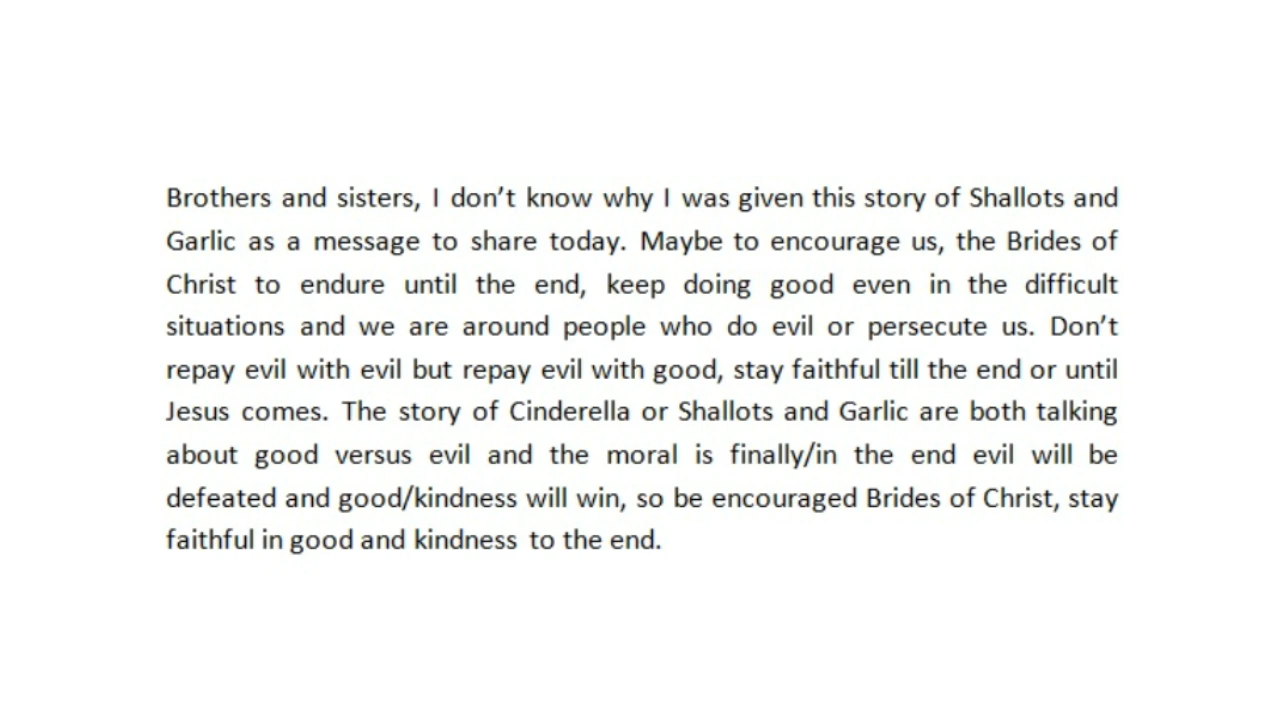 Brothers and sisters, I don’t know why I was given this story of Shallots and
Garlic as a message to share today. Maybe to encourage us, the Brides of
Christ to endure until the end, keep doing good even in the difficult
situations and we are around people who do evil or persecute us. Don’t
repay evil with evil but repay evil with good, stay faithful till the end or until
Jesus comes. The story of Cinderella or Shallots and Garlic are both talking
about good versus evil and the moral is finally/in the end evil will be
defeated and good/kindness will win, so be encouraged Brides of Christ, stay
faithful in good and kindness to the end.